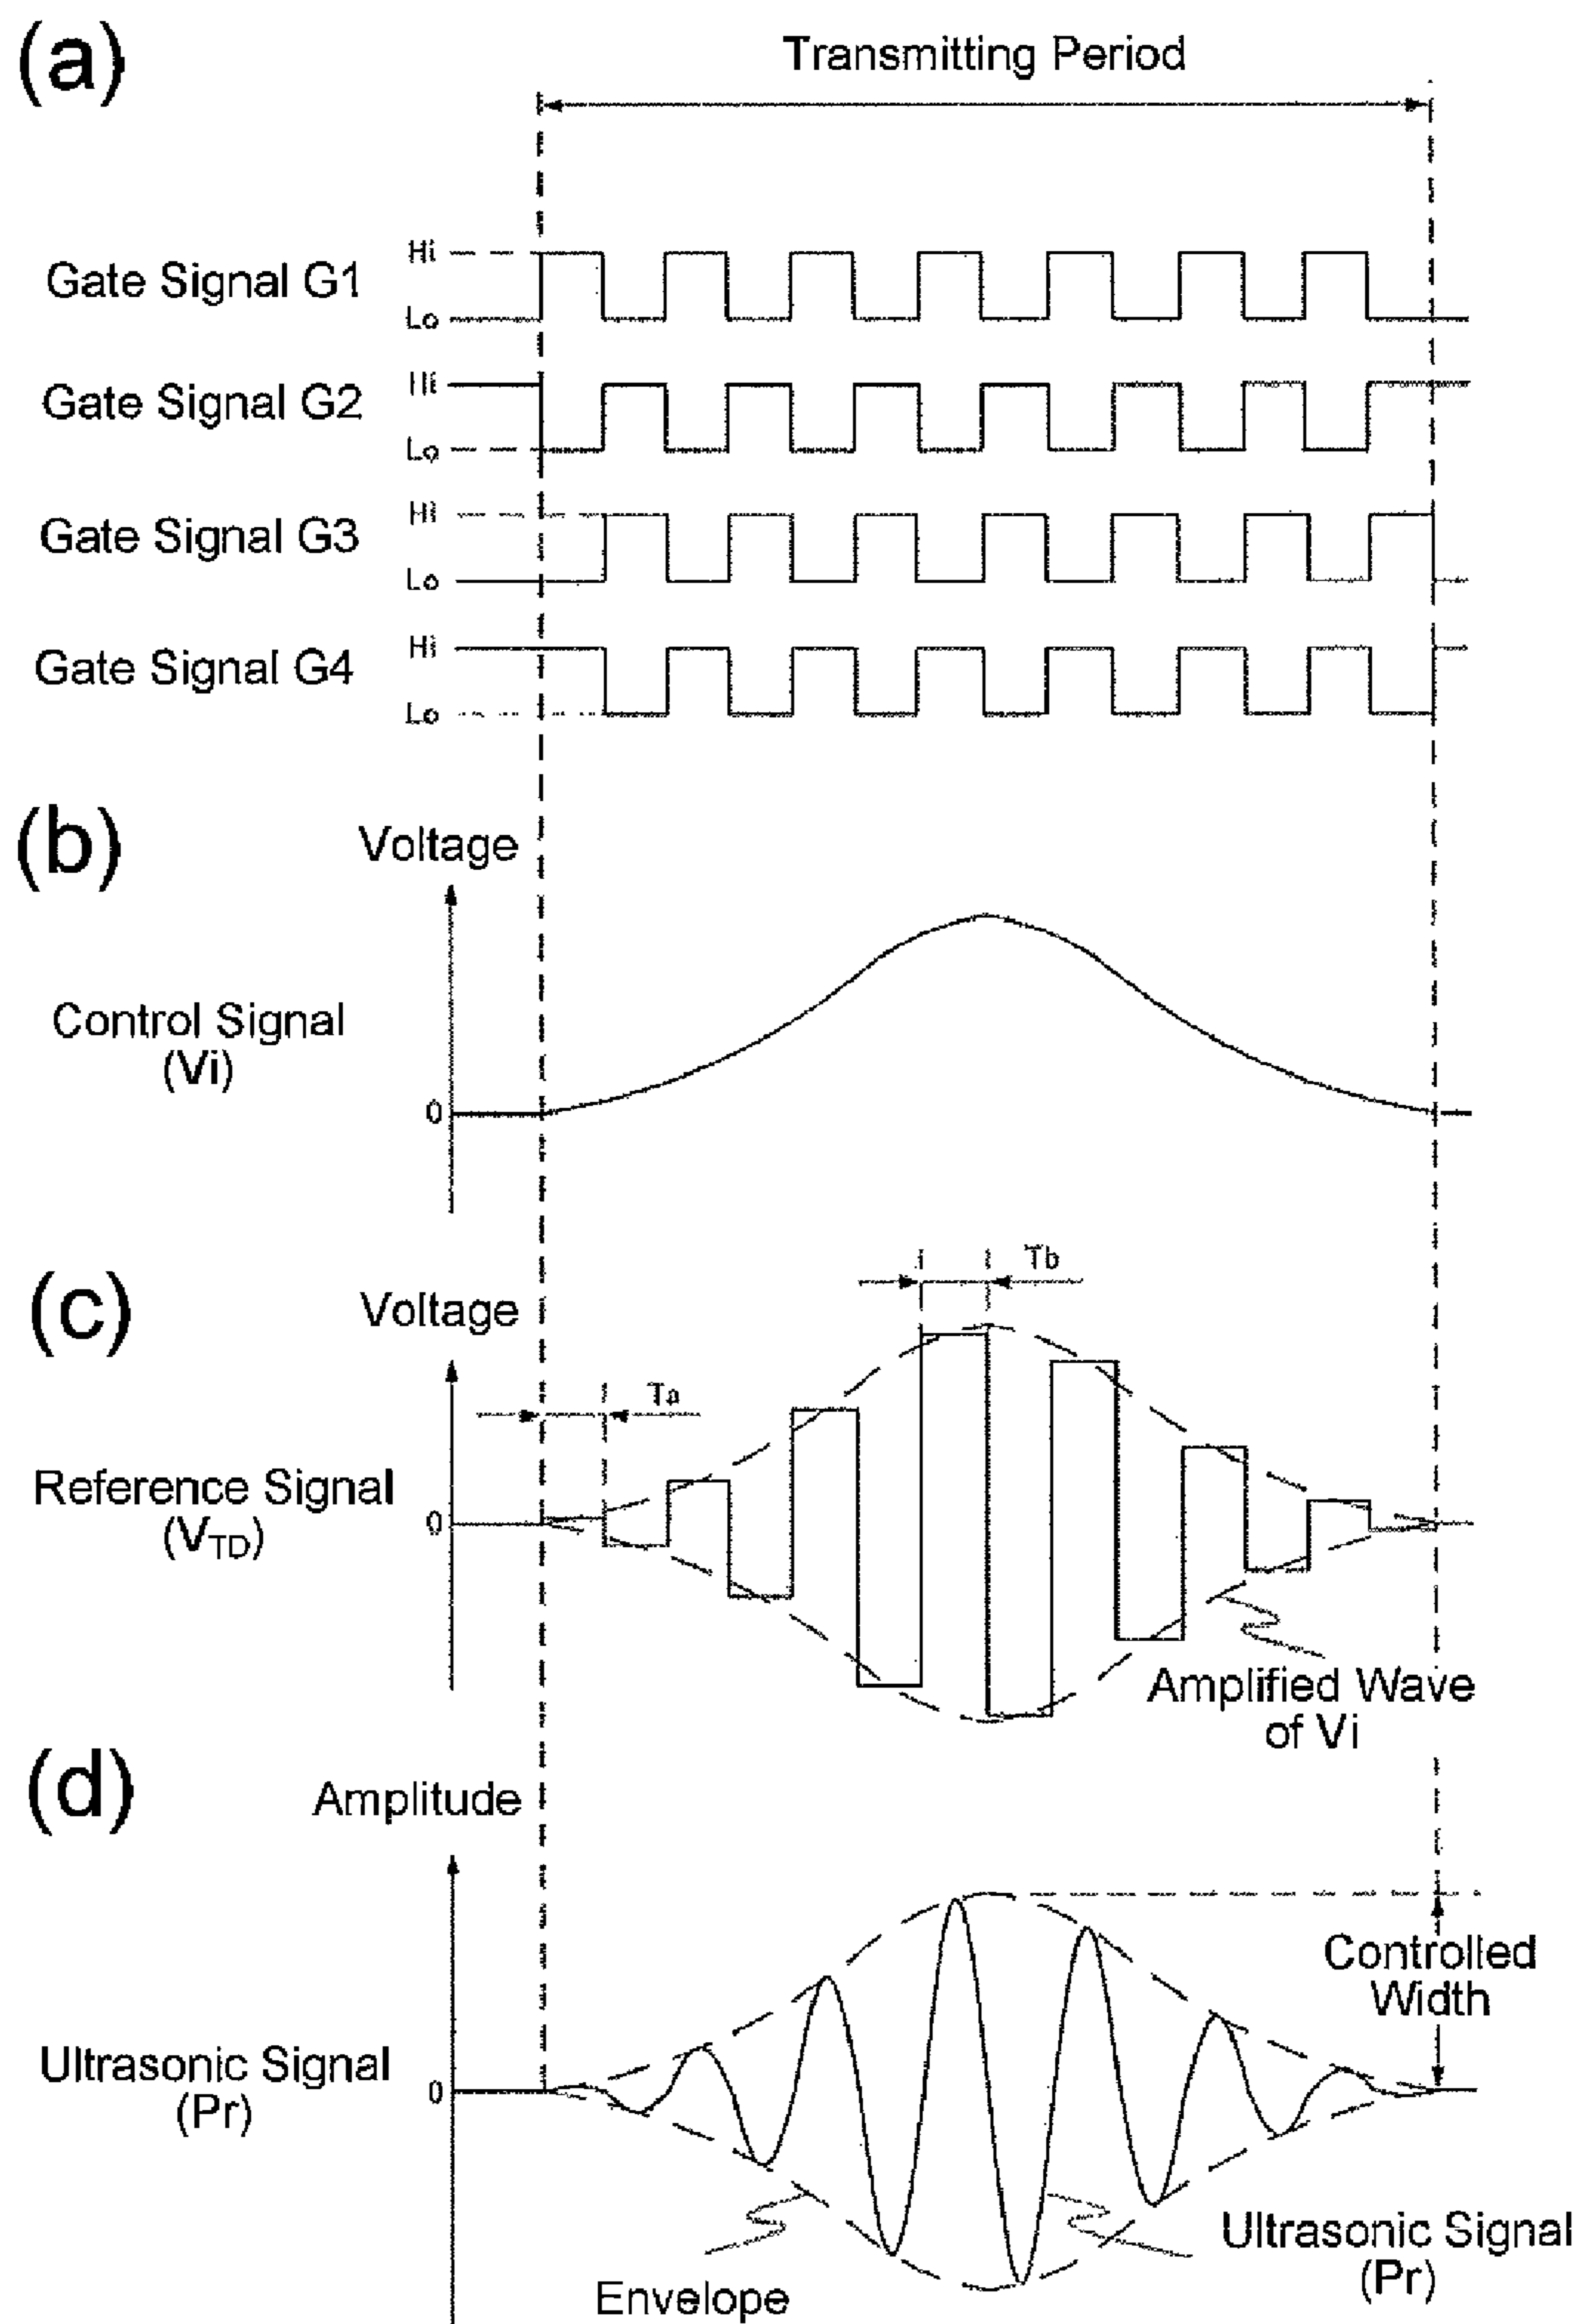 (a)
Transmitting Period
Gate Signal G1
Hi
Lo
Gate Signal G2
Hi
Lo
Gate Signal G3
Hi
Lo
Gate Signal G4
Hi
Lo
(b)
Voltage
Control Signal
(Vi)
0
(c)
Voltage
Tb
Ta
Reference Signal
(VTD)
0
Amplified Wave
of Vi
(d)
Amplitude
Controlled
Width
Ultrasonic Signal
(Pr)
0
Ultrasonic Signal
(Pr)
Envelope